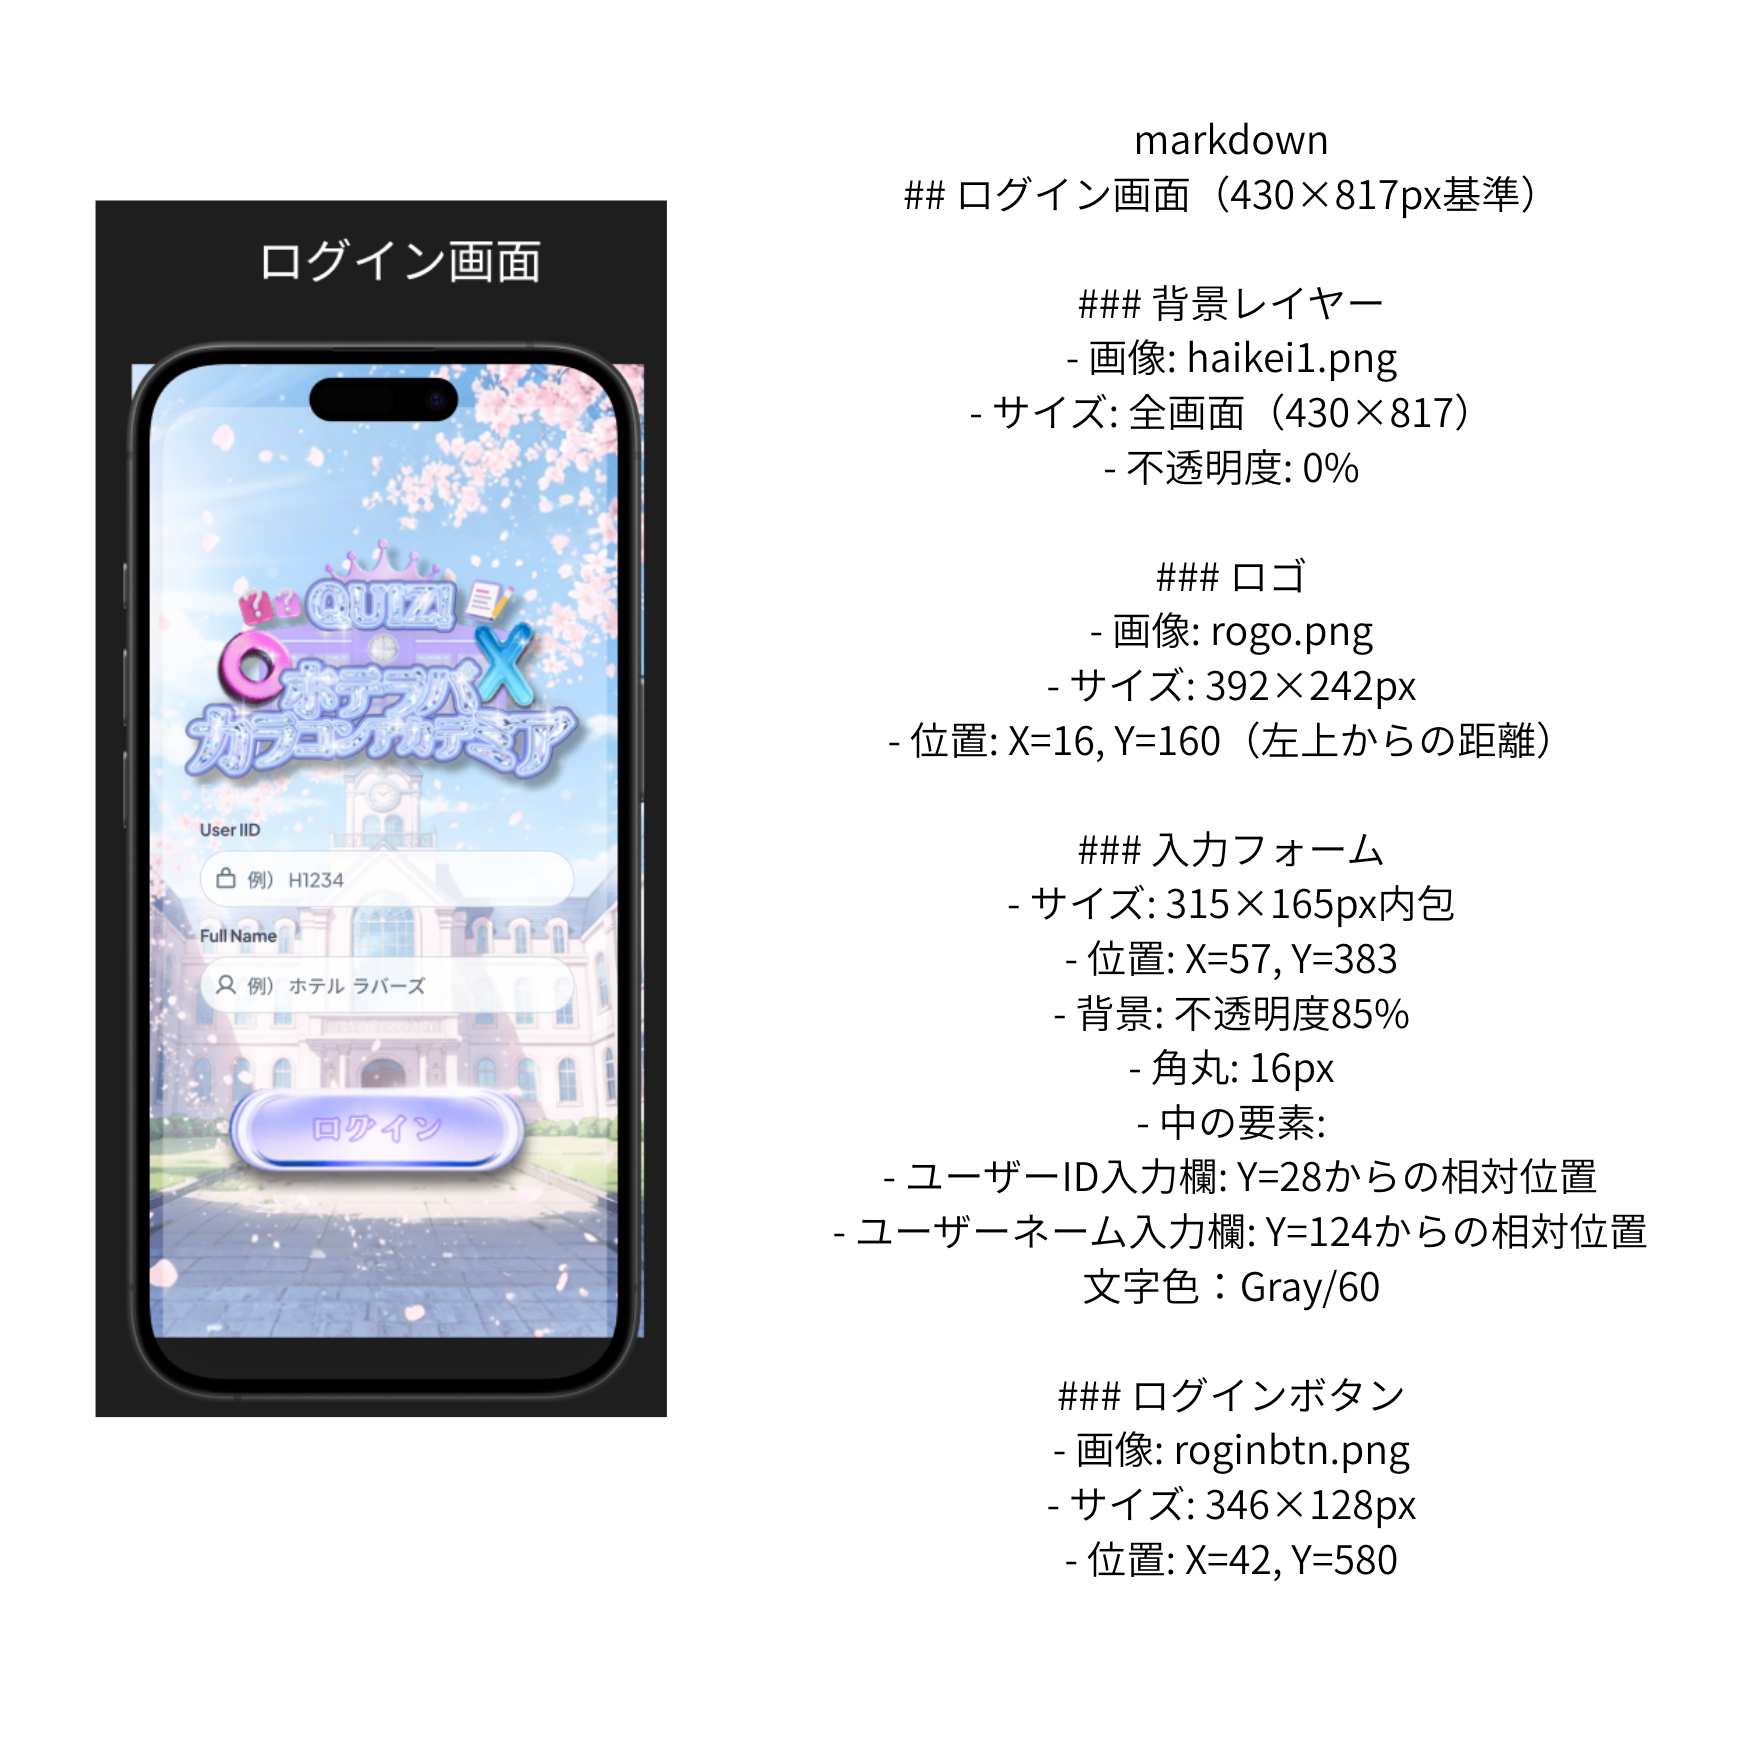 ログイン画面
QUIZ!
ホテラバ
カラコンアカデミア
User IID
例） H1234
Full Name
例） ホテル ラバーズ
ログイン
markdown
## ログイン画面（430×817px基準）
### 背景レイヤー
- 画像: haikei1.png
- サイズ: 全画面（430×817）
- 不透明度: 0%
### ロゴ
- 画像: rogo.png
- サイズ: 392×242px
- 位置: X=16, Y=160（左上からの距離）
### 入力フォーム
- サイズ: 315×165px内包
- 位置: X=57, Y=383
- 背景: 不透明度85%
- 角丸: 16px
- 中の要素:
- ユーザーID入力欄: Y=28からの相対位置
- ユーザーネーム入力欄: Y=124からの相対位置
文字色：Gray/60
### ログインボタン
- 画像: roginbtn.png
- サイズ: 346×128px
- 位置: X=42, Y=580